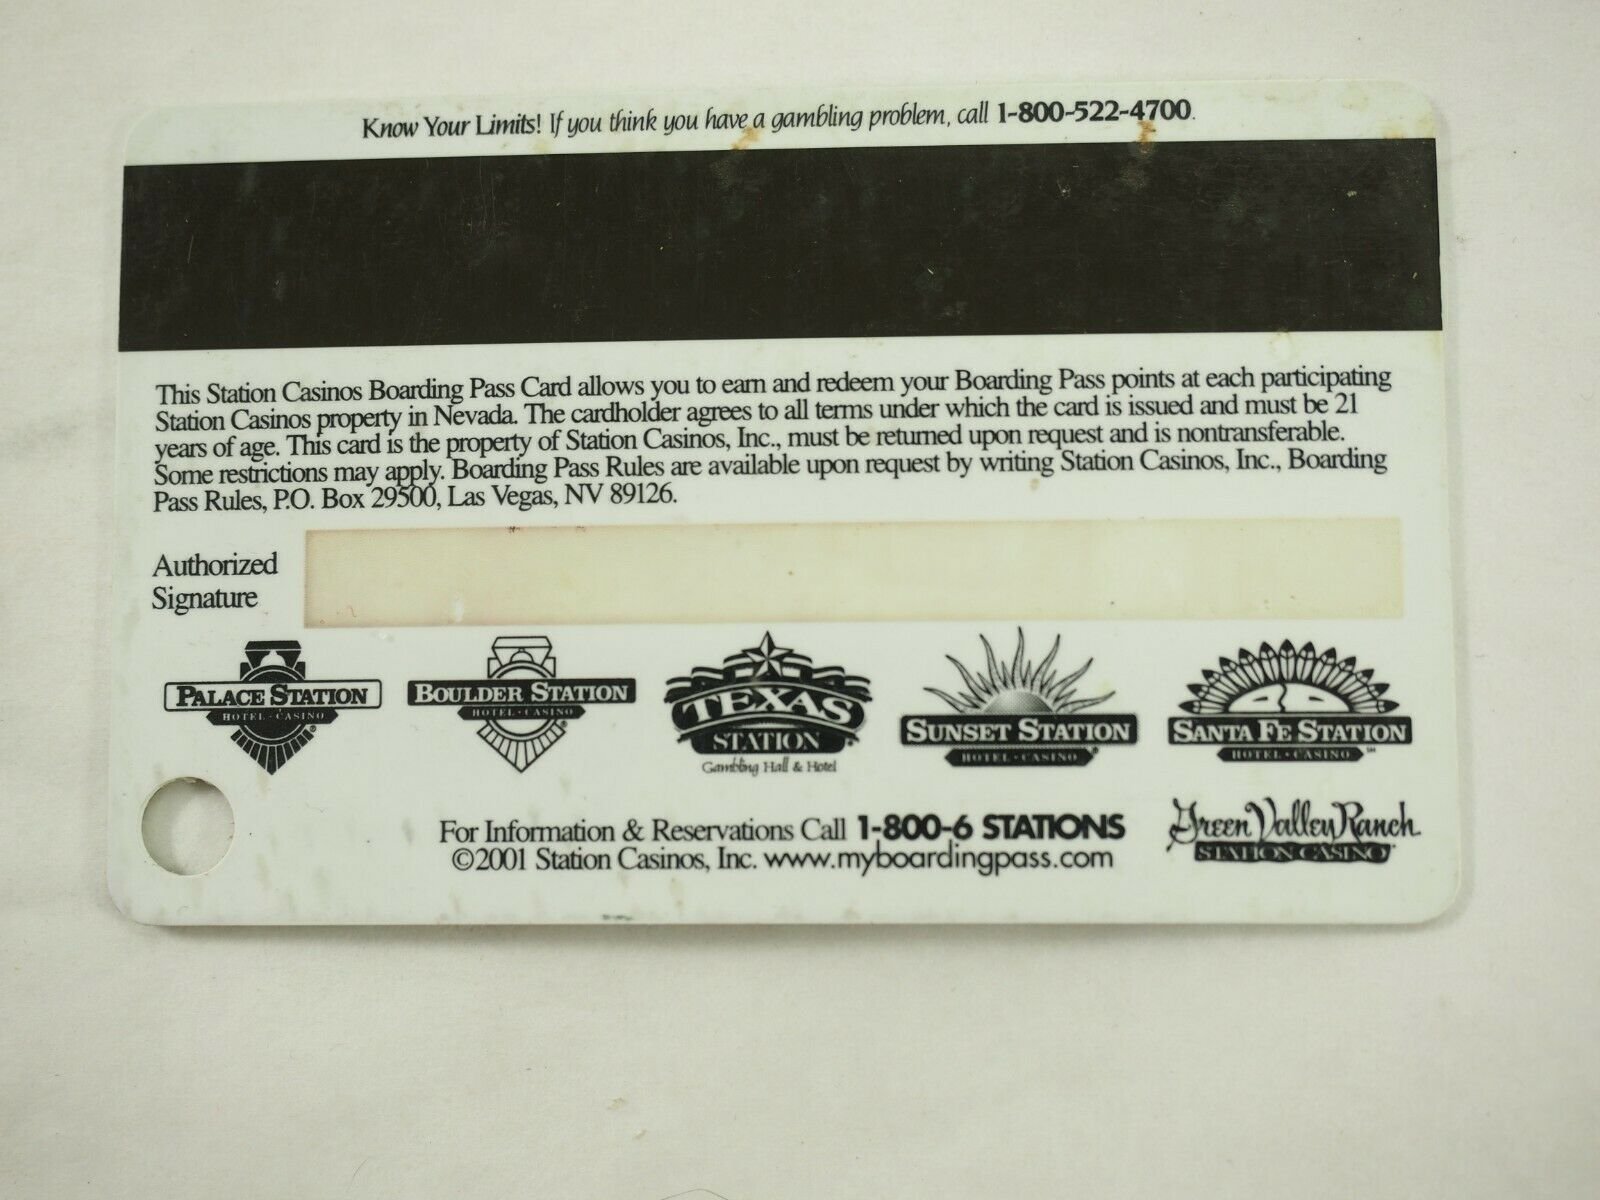 Know Your Limits! If you think you have a gambling problem, call 1-800-522-4700.
This Station Casinos Boarding Pass Card allows you to earn and redeem your Boarding Pass points at each participating
Station Casinos property in Nevada. The cardholder agrees to all terms under which the card is issued and must be 21
years of age. This card is the property of Station Casinos, Inc., must be returned upon request and is nontransferable.
Some restrictions may apply. Boarding Pass Rules are available upon request by writing Station Casinos, Inc., Boarding
Pass Rules, P.O. Box 29500, Las Vegas, NV 89126.
Authorized
Signature
PALACE STATION
HOTEL · CASINO ®
BOULDER STATION
HOTEL · CASINO ®
TEXAS
STATION
Gambling Hall & Hotel
SUNSET STATION
HOTEL · CASINO ®
SANTA FE STATION
HOTEL · CASINO SM
For Information & Reservations Call 1-800-6 STATIONS
©2001 Station Casinos, Inc. www.myboardingpass.com
Green Valley Ranch
STATION CASINO